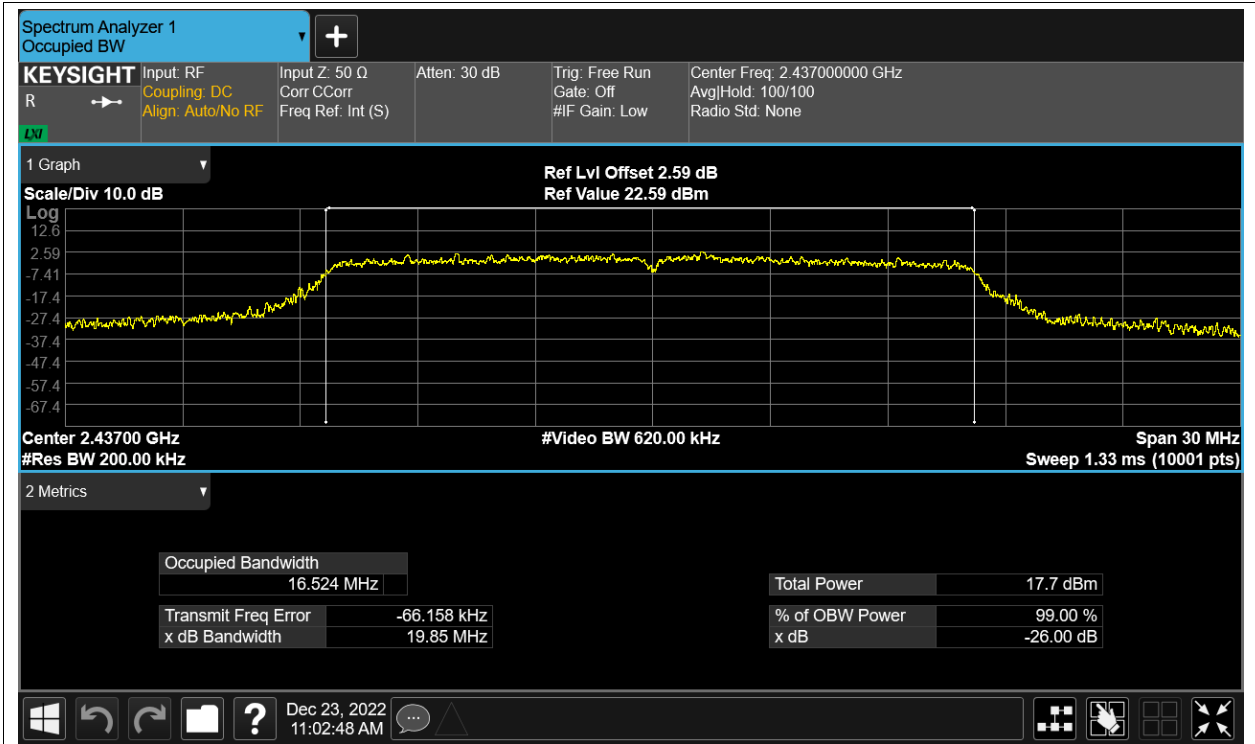 Spectrum Analyzer 1
Occupied BW
KEYSIGHT
R
LXI
Input: RF
Coupling: DC
Align: Auto/No RF
Input Z: 50 Ω
Corr CCorr
Freq Ref: Int (S)
Atten: 30 dB
Trig: Free Run
Gate: Off
#IF Gain: Low
Center Freq: 2.437000000 GHz
Avg|Hold: 100/100
Radio Std: None
1 Graph
Scale/Div 10.0 dB
Ref Lvl Offset 2.59 dB
Ref Value 22.59 dBm
Log
12.6
2.59
-7.41
-17.4
-27.4
-37.4
-47.4
-57.4
-67.4
Center 2.43700 GHz
#Res BW 200.00 kHz
#Video BW 620.00 kHz
Span 30 MHz
Sweep 1.33 ms (10001 pts)
2 Metrics
Occupied Bandwidth
16.524 MHz
Transmit Freq Error -66.158 kHz
x dB Bandwidth 19.85 MHz
Total Power 17.7 dBm
% of OBW Power 99.00 %
x dB -26.00 dB
?
Dec 23, 2022
11:02:48 AM